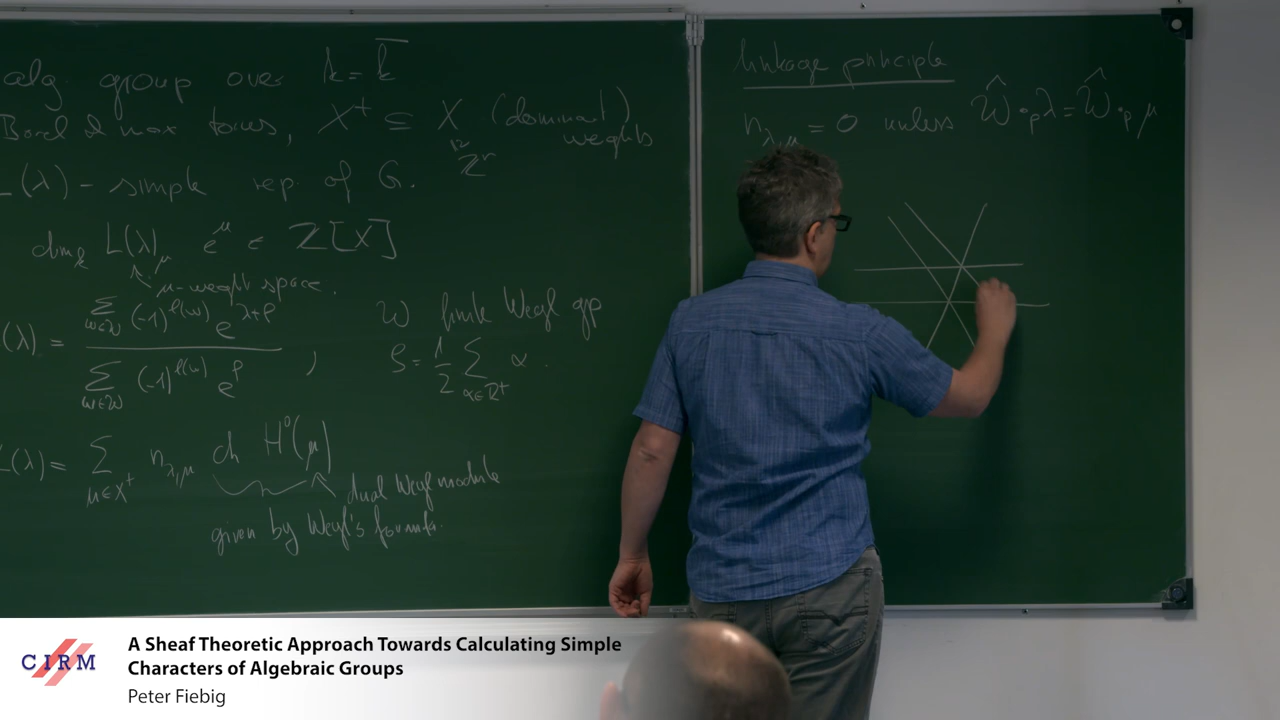 alg. group over k = k̄
Borel & max torus, X⁺ ⊆ X (dominant) weights
≅ ℤʳ
L(λ) - simple rep. of G.
dim_k L(λ)_μ e^μ ∈ ℤ[X]
μ-weight space.
(λ) = Σ_{w∈W} (-1)^{ℓ(w)} e^{λ+ρ} / Σ_{w∈W} (-1)^{ℓ(w)} e^ρ ,
W finite Weyl gp
ρ = 1/2 Σ_{α∈R⁺} α .
L(λ) = Σ_{μ∈X⁺} n_{λ,μ} ch H⁰(μ)
dual Weyl module
given by Weyl's formula.
linkage principle
n_{λ,μ} = 0 unless Ŵ·_p λ = Ŵ·_p μ
CIRM
A Sheaf Theoretic Approach Towards Calculating Simple
Characters of Algebraic Groups
Peter Fiebig